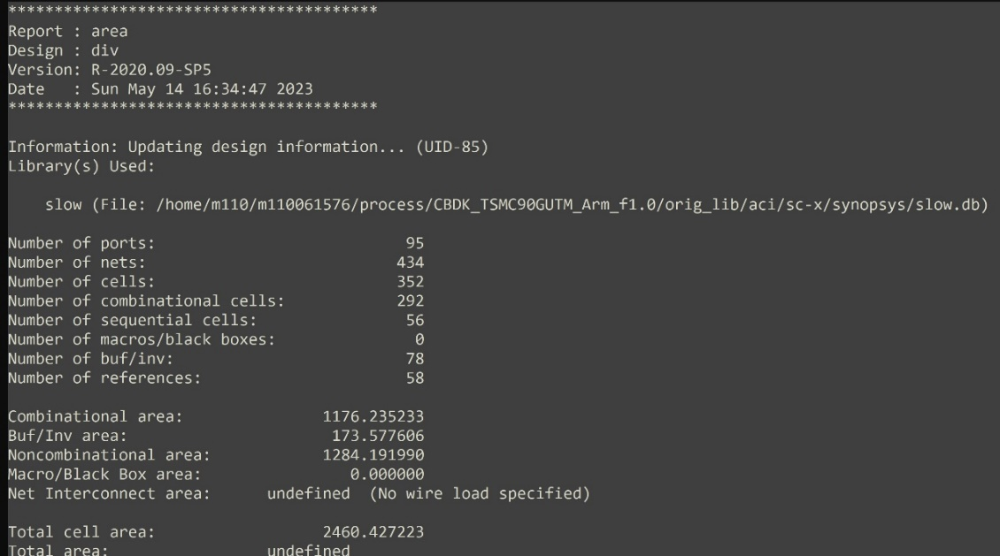 ****************************************
Report : area
Design : div
Version: R-2020.09-SP5
Date   : Sun May 14 16:34:47 2023
****************************************
Information: Updating design information... (UID-85)
Library(s) Used:
    slow (File: /home/m110/m110061576/process/CBDK_TSMC90GUTM_Arm_f1.0/orig_lib/aci/sc-x/synopsys/slow.db)
Number of ports:                           95
Number of nets:                           434
Number of cells:                          352
Number of combinational cells:            292
Number of sequential cells:                56
Number of macros/black boxes:               0
Number of buf/inv:                         78
Number of references:                      58
Combinational area:               1176.235233
Buf/Inv area:                      173.577606
Noncombinational area:            1284.191990
Macro/Black Box area:                0.000000
Net Interconnect area:      undefined  (No wire load specified)
Total cell area:                  2460.427223
Total area:                 undefined